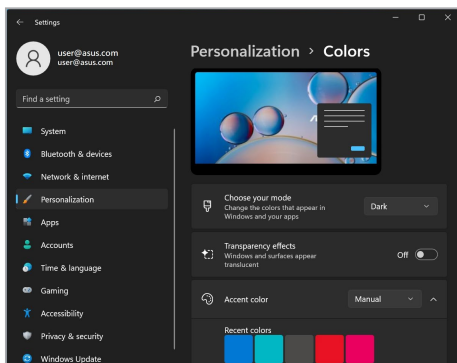 Settings
user@asus.com
user@asus.com
Find a setting
System
Bluetooth & devices
Network & internet
Personalization
Apps
Accounts
Time & language
Gaming
Accessibility
Privacy & security
Windows Update
Personalization > Colors
Choose your mode
Change the colors that appear in
Windows and your apps
Dark
Transparency effects
Windows and surfaces appear
translucent
Off
Accent color
Manual
Recent colors